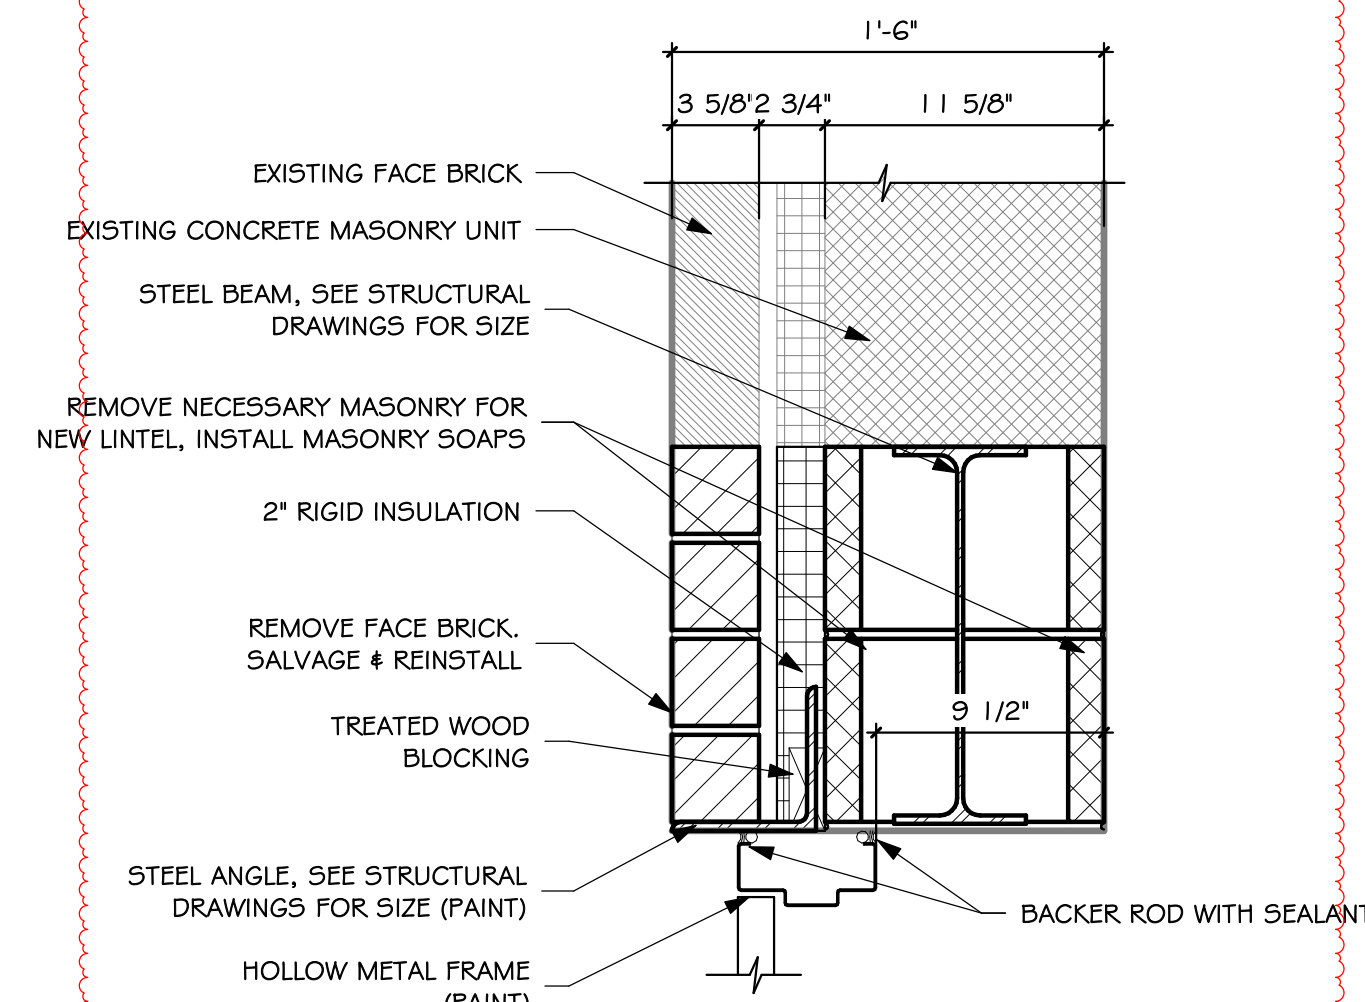 1'-6"
3 5/8" 2 3/4" 11 5/8"
EXISTING FACE BRICK
EXISTING CONCRETE MASONRY UNIT
STEEL BEAM, SEE STRUCTURAL
DRAWINGS FOR SIZE
REMOVE NECESSARY MASONRY FOR
NEW LINTEL, INSTALL MASONRY SOAPS
2" RIGID INSULATION
REMOVE FACE BRICK.
SALVAGE & REINSTALL
9 1/2"
TREATED WOOD
BLOCKING
STEEL ANGLE, SEE STRUCTURAL
DRAWINGS FOR SIZE (PAINT)
BACKER ROD WITH SEALANT
HOLLOW METAL FRAME
(PAINT)